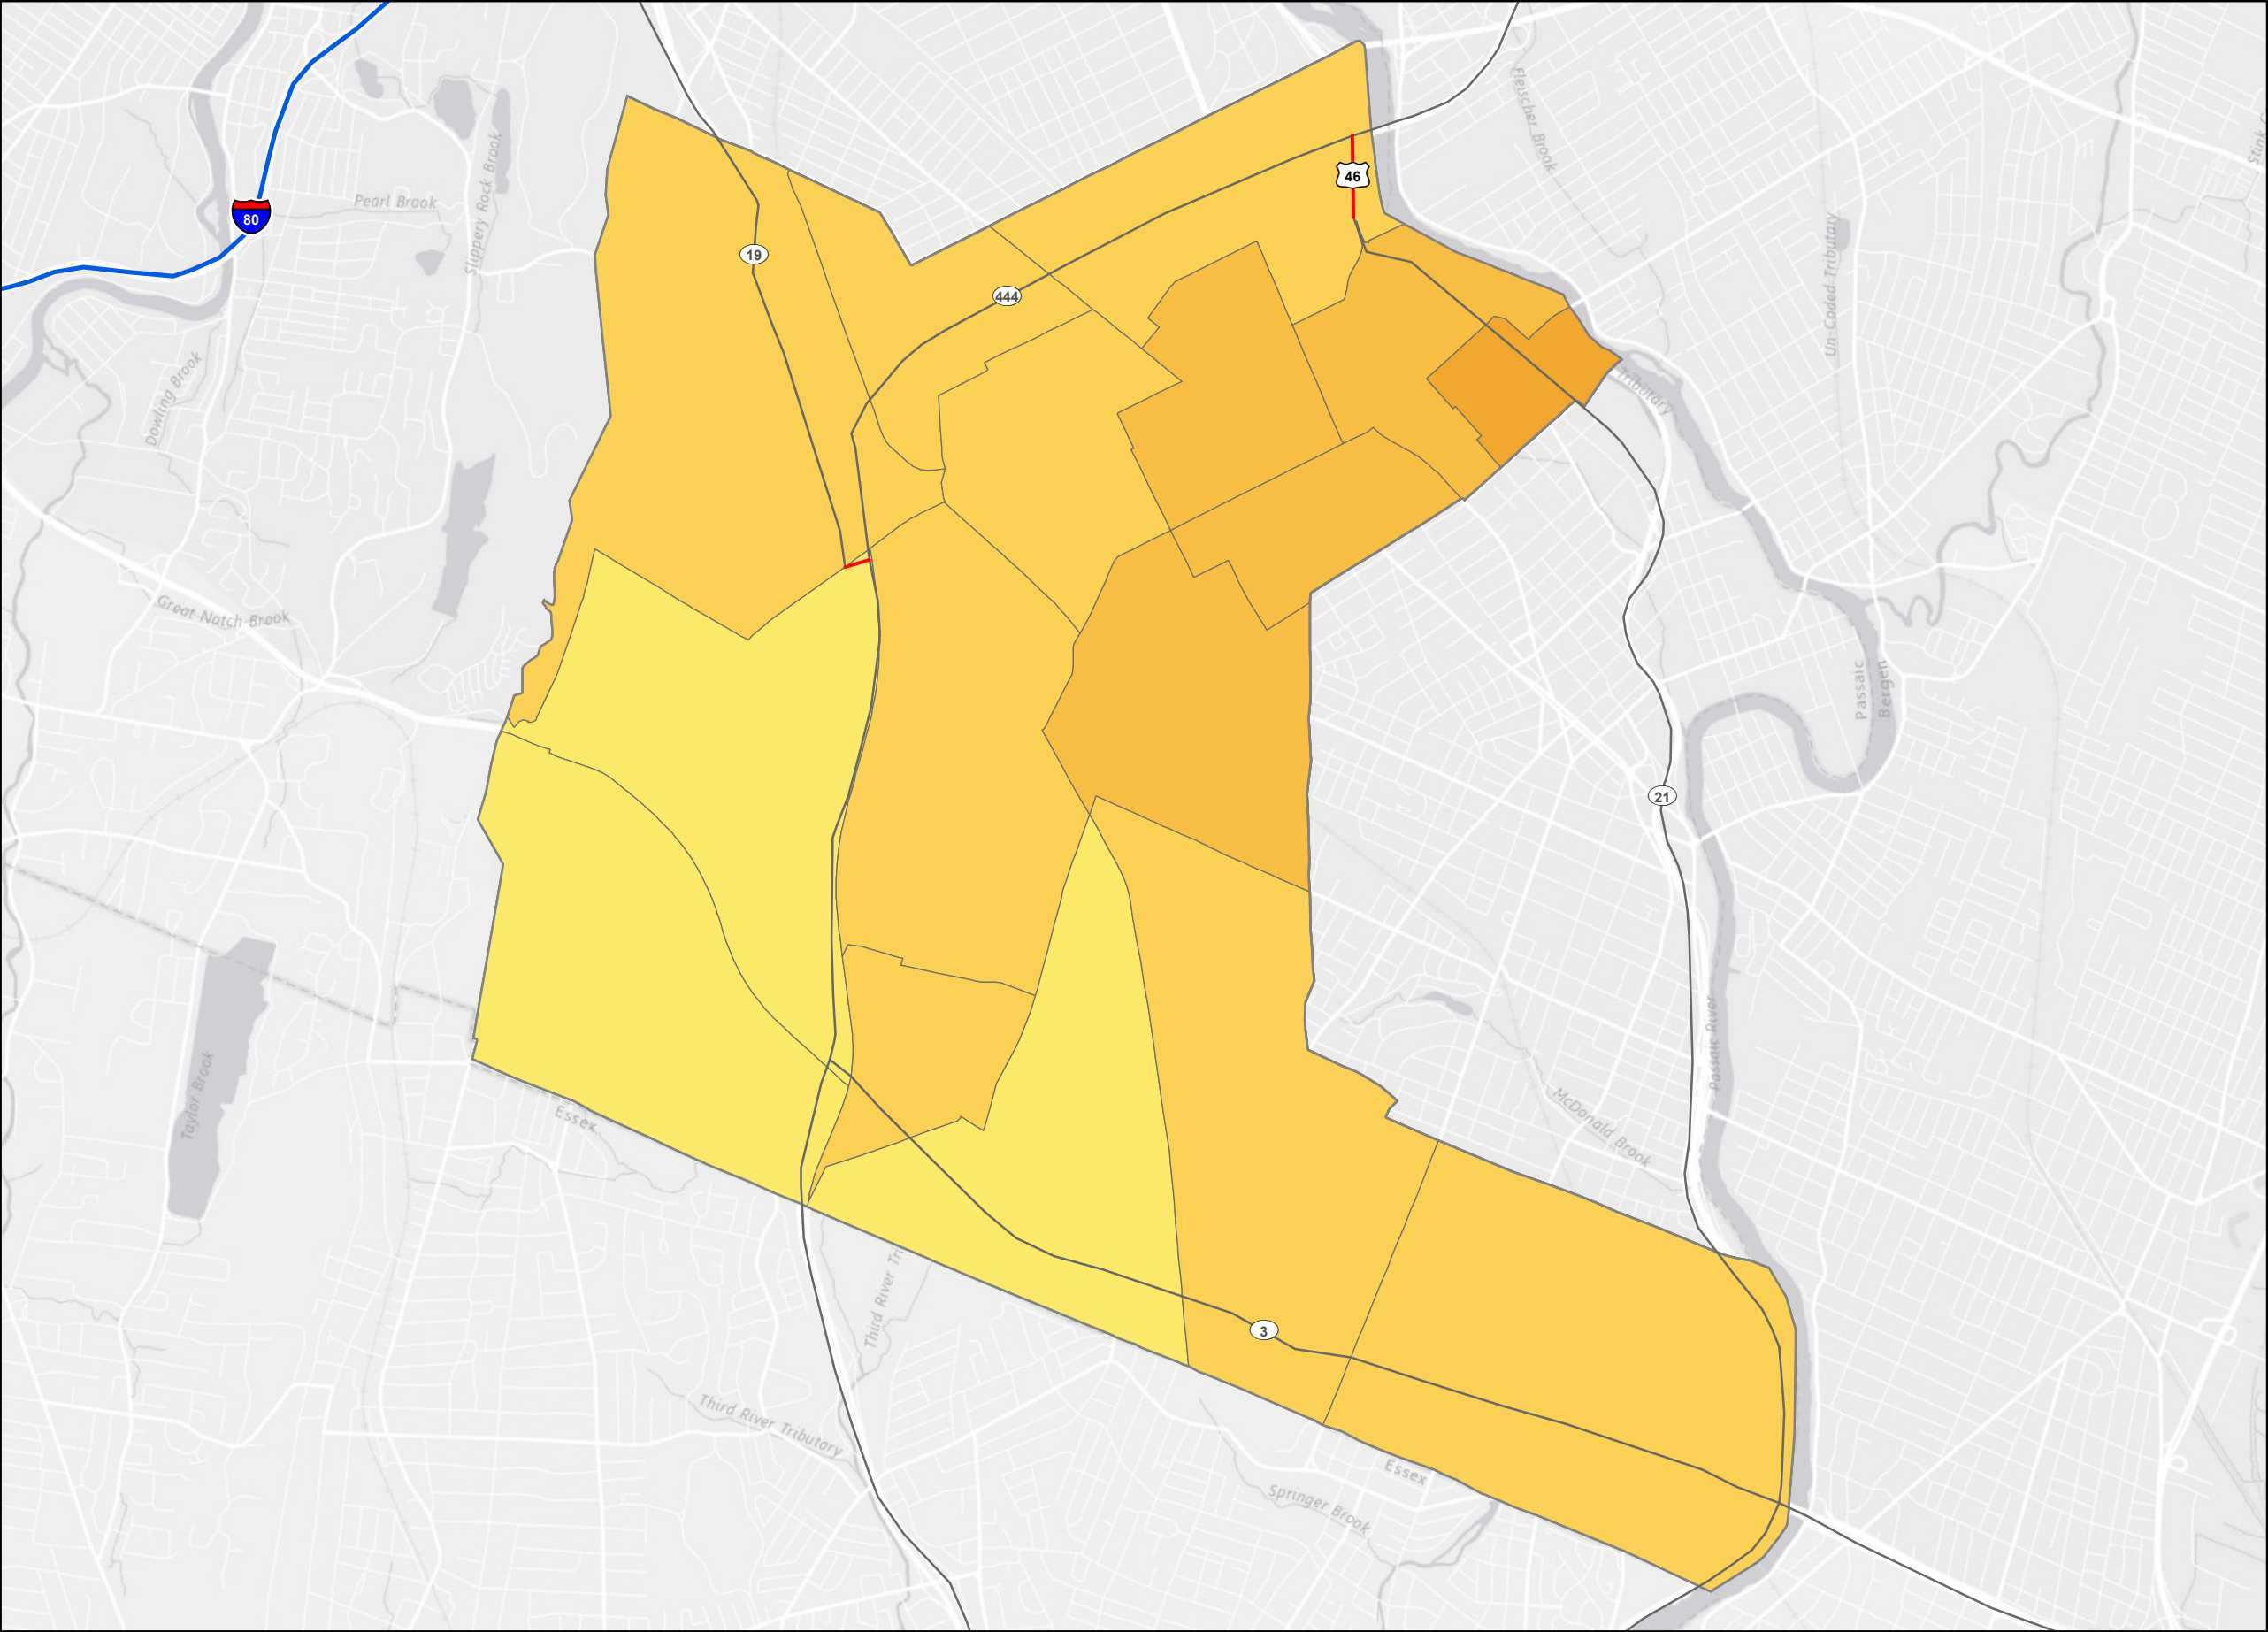 Fleischer Brook
Stink C
Slippery Rock Brook
46
Pearl Brook
80
Un-Coded Tributary
19
444
Dowling Brook
Tributary
Great Notch Brook
Passaic
Bergen
21
Passaic River
Taylor Brook
Essex
McDonald Brook
Third River Tri
3
Third River Tributary
Essex
Springer Brook